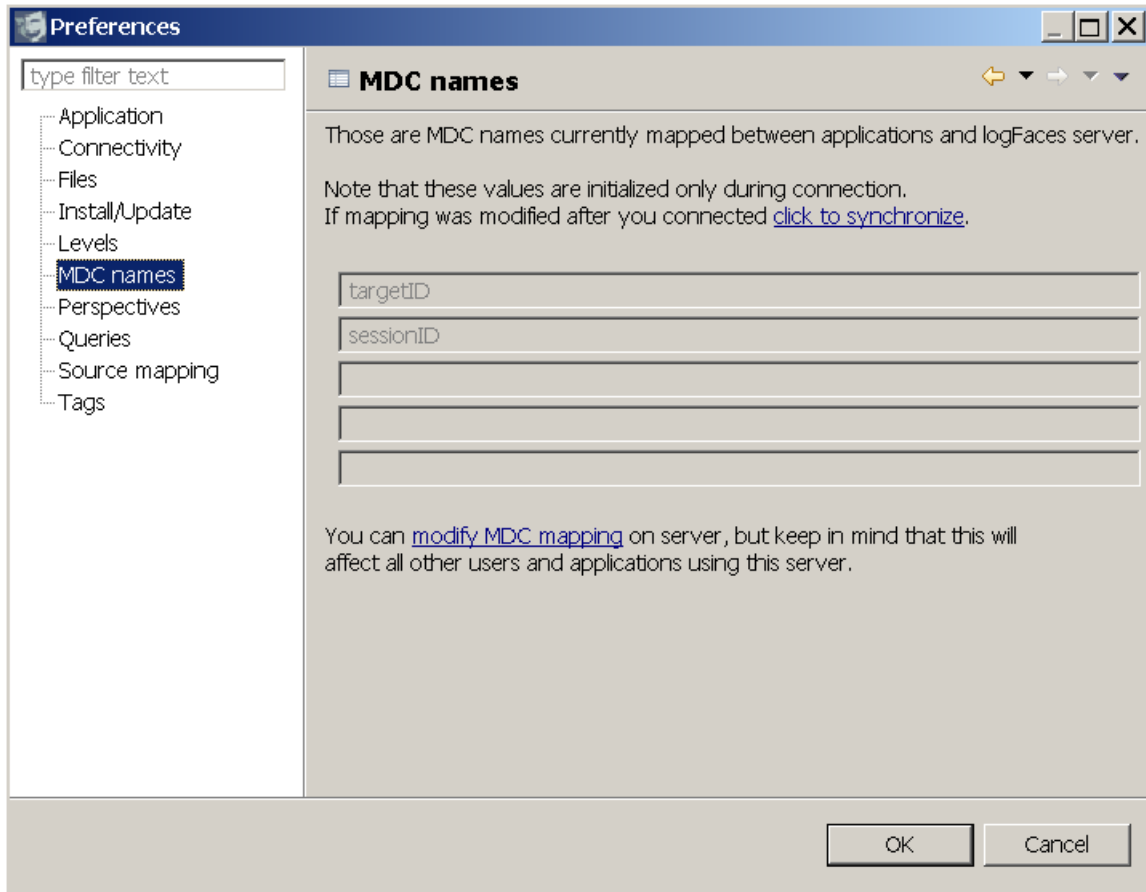 Preferences
type filter text
Application
Connectivity
Files
Install/Update
Levels
MDC names
Perspectives
Queries
Source mapping
Tags
MDC names
Those are MDC names currently mapped between applications and logFaces server.
Note that these values are initialized only during connection.
If mapping was modified after you connected click to synchronize.
targetID
sessionID
You can modify MDC mapping on server, but keep in mind that this will
affect all other users and applications using this server.
OK
Cancel